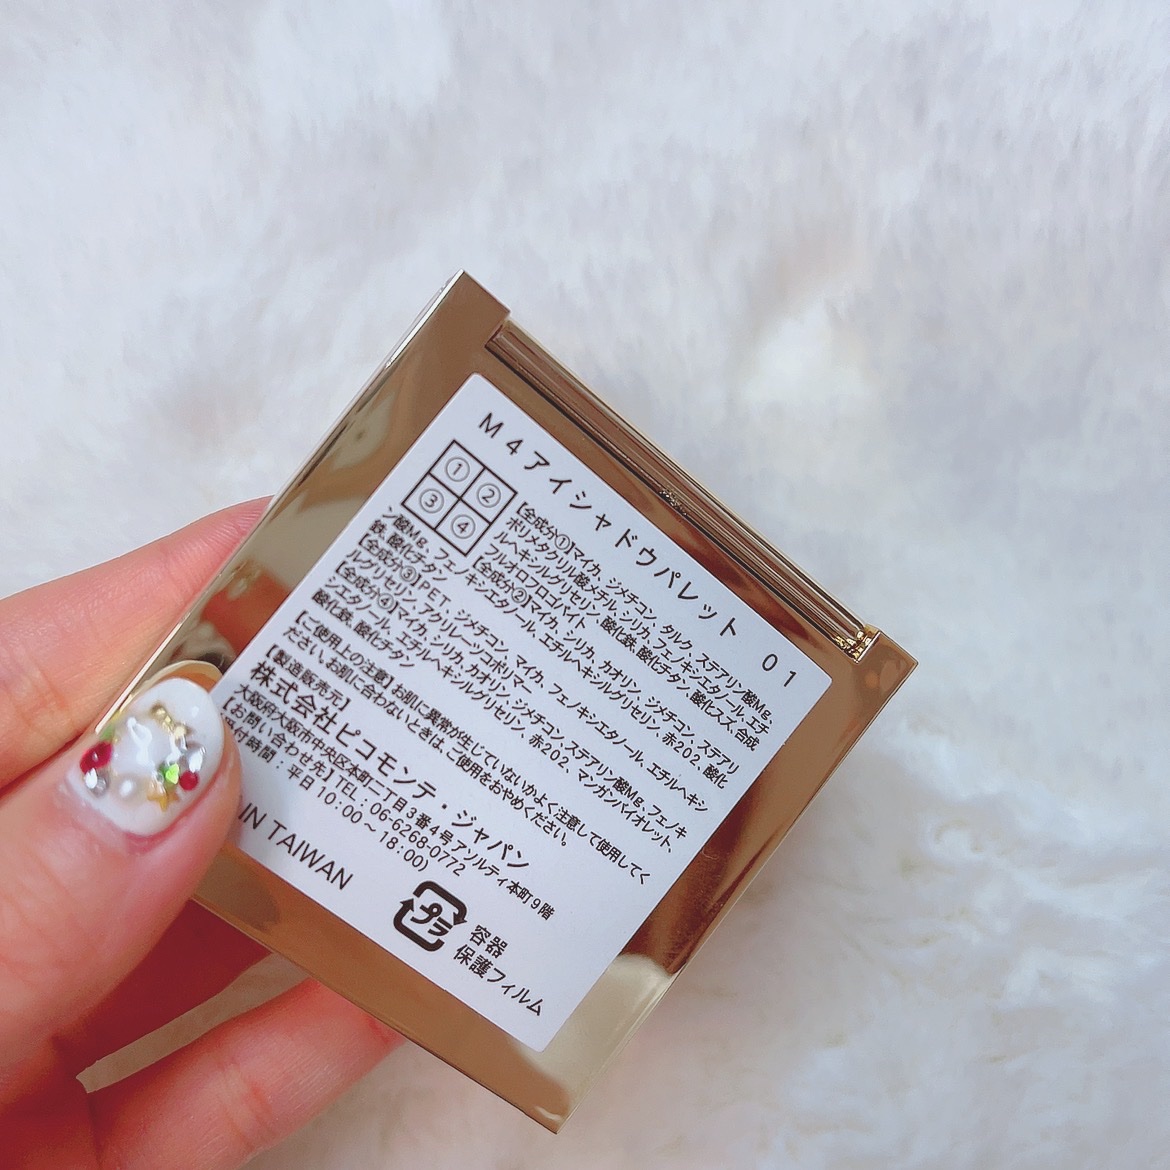 M4アイシャドウパレット 01
① ②
③ ④
【全成分①】マイカ、ジメチコン、タルク、ステアリン酸Mg、
ポリメタクリル酸メチル、シリカ、フェノキシエタノール、エチ
ルヘキシルグリセリン、酸化鉄、酸化チタン、酸化スズ、合成
フルオロフロゴパイト
【全成分②】マイカ、シリカ、カオリン、ジメチコン、ステアリ
ン酸Mg、フェノキシエタノール、エチルヘキシルグリセリン、赤202、酸化
鉄、酸化チタン
【全成分③】PET、ジメチコン、マイカ、フェノキシエタノール、エチルヘキシ
ルグリセリン、アクリレーツコポリマー
【全成分④】マイカ、シリカ、カオリン、ジメチコン、ステアリン酸Mg、フェノキ
シエタノール、エチルヘキシルグリセリン、赤202、マンガンバイオレット、
酸化鉄、酸化チタン
【ご使用上の注意】お肌に異常が生じていないかよく注意して使用してく
ださい。お肌に合わないときは、ご使用をおやめください。
【製造販売元】
株式会社ピコモンテ・ジャパン
大阪府大阪市中央区本町一丁目3番4号アソルティ本町9階
【お問い合わせ先】TEL：06-6268-0772
付時間：平日 10:00～18:00)
IN TAIWAN
プラ
容器
保護フィルム